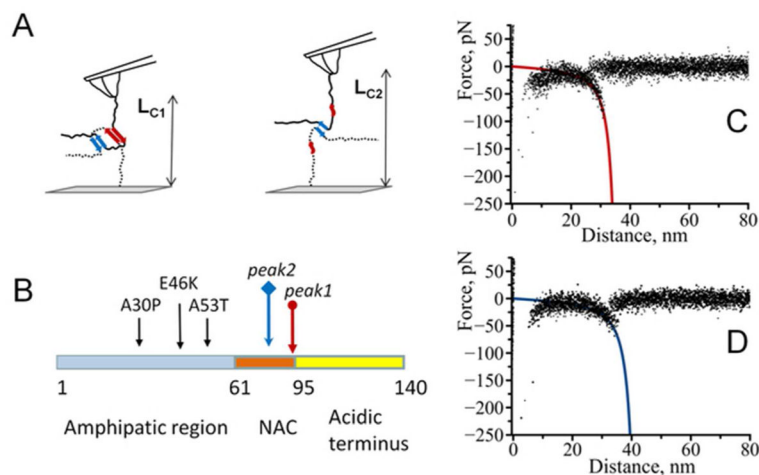 A
L_C1
L_C2
B
A30P
E46K
A53T
peak2
peak1
1
61
95
140
Amphipatic region
NAC
Acidic
terminus
Force, pN
50
0
−50
−100
−150
−200
−250
0
20
40
60
80
Distance, nm
C
Force, pN
50
0
−50
−100
−150
−200
−250
0
20
40
60
80
Distance, nm
D